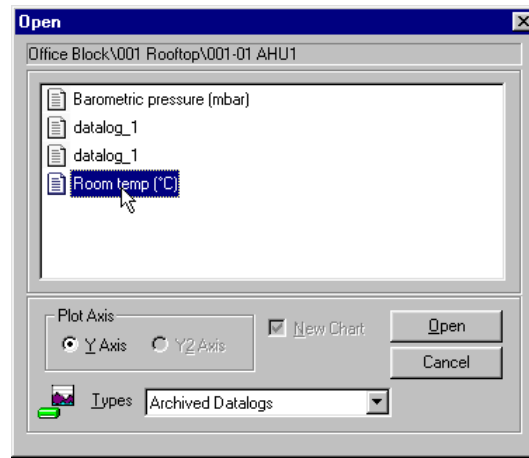 Open
Office Block\001 Rooftop\001-01 AHU1
Barometric pressure (mbar)
datalog_1
datalog_1
Room temp (°C)
Plot Axis
Y Axis
Y2 Axis
New Chart
Open
Cancel
Types
Archived Datalogs